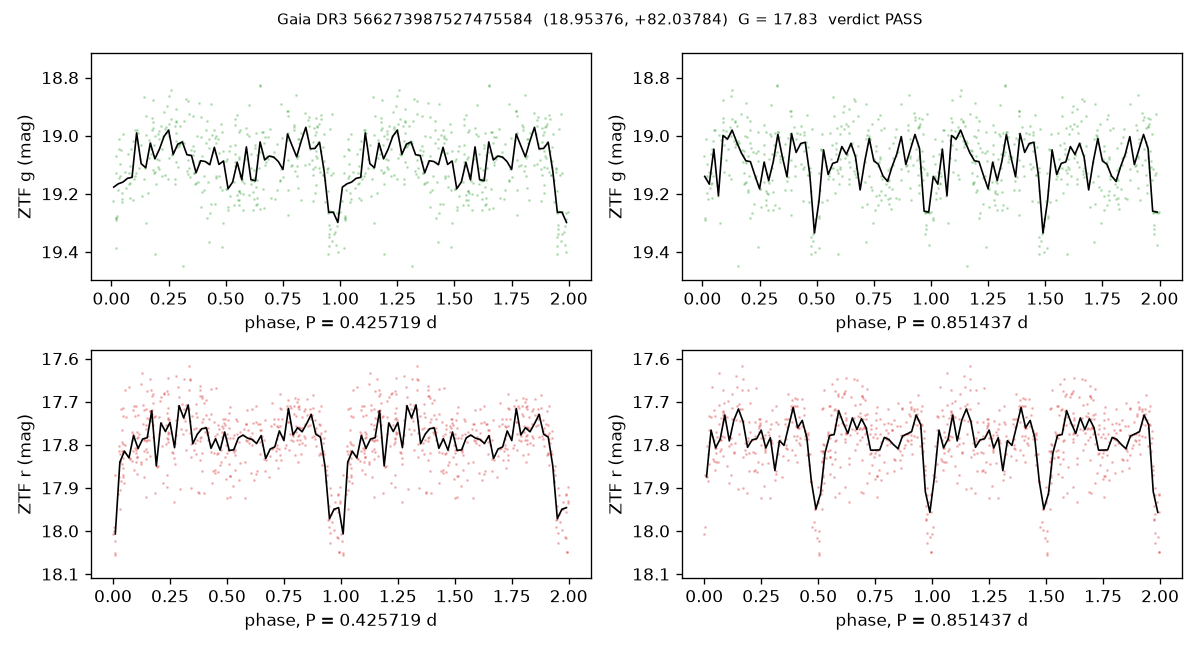 Gaia DR3 566273987527475584  (18.95376, +82.03784)  G = 17.83  verdict PASS
ZTF g (mag)
18.8
19.0
19.2
19.4
0.00 0.25 0.50 0.75 1.00 1.25 1.50 1.75 2.00
phase, P = 0.425719 d
ZTF g (mag)
18.8
19.0
19.2
19.4
0.00 0.25 0.50 0.75 1.00 1.25 1.50 1.75 2.00
phase, P = 0.851437 d
ZTF r (mag)
17.6
17.7
17.8
17.9
18.0
18.1
0.00 0.25 0.50 0.75 1.00 1.25 1.50 1.75 2.00
phase, P = 0.425719 d
ZTF r (mag)
17.6
17.7
17.8
17.9
18.0
18.1
0.00 0.25 0.50 0.75 1.00 1.25 1.50 1.75 2.00
phase, P = 0.851437 d